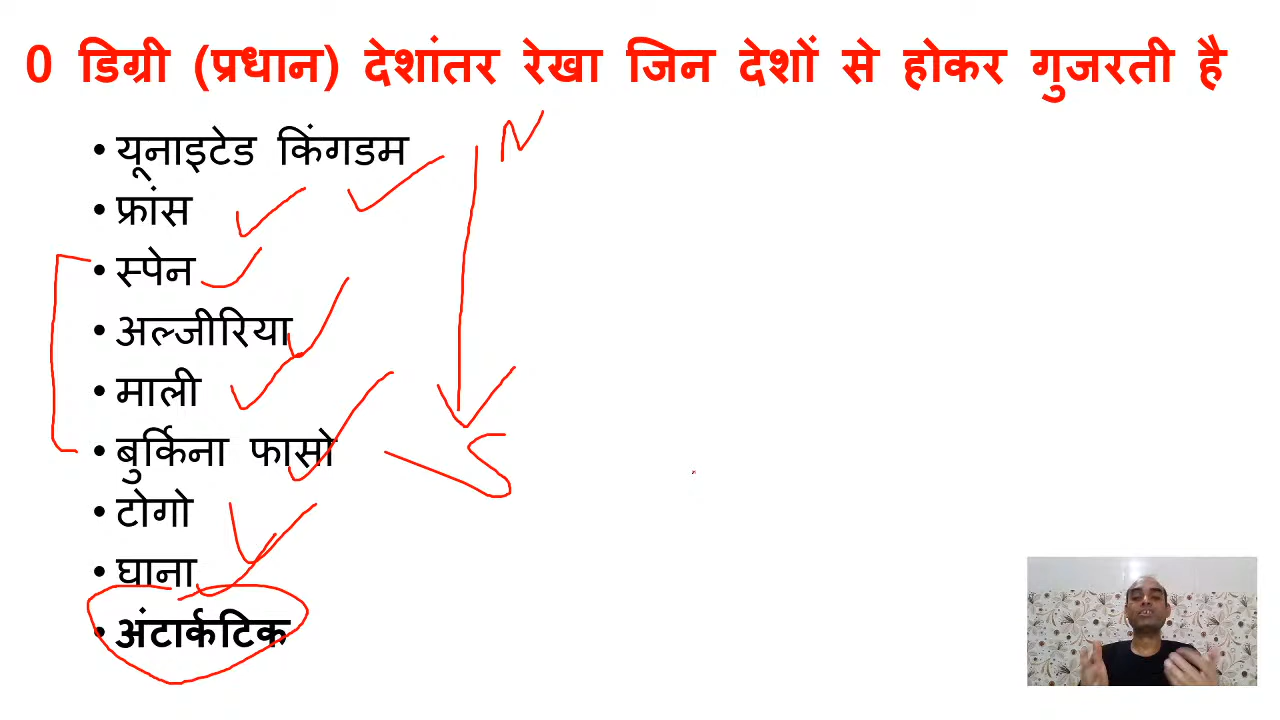 0 डिग्री (प्रधान) देशांतर रेखा जिन देशों से होकर गुजरती है
• यूनाइटेड किंगडम
N
• फ्रांस
• स्पेन
• अल्जीरिया
• माली
• बुर्किना फासो
S
• टोगो
• घाना
• अंटार्कटिक